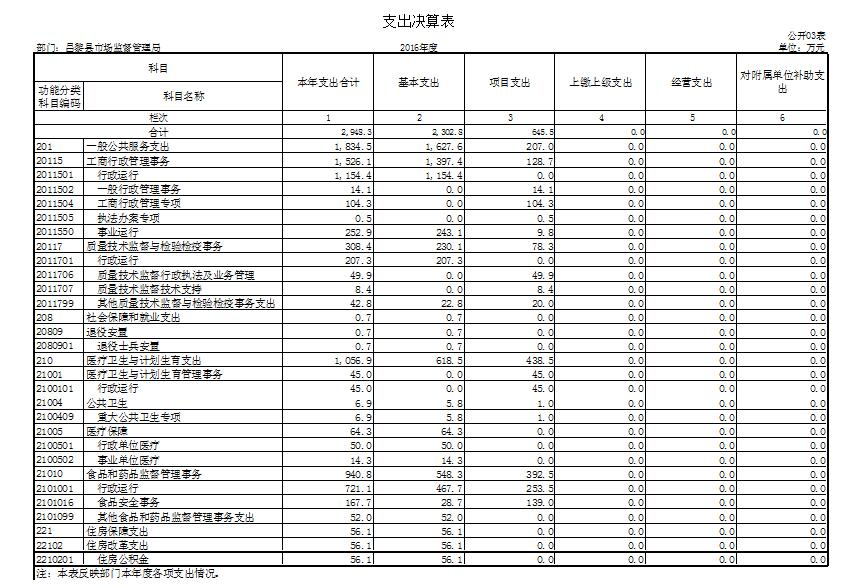 支出决算表
公开03表
部门：昌黎县市场监督管理局 2016年度 单位：万元
科目 本年支出合计 基本支出 项目支出 上缴上级支出 经营支出 对附属单位补助支出
功能分类科目编码 科目名称
栏次 1 2 3 4 5 6
合计 2,948.3 2,302.8 645.5 0.0 0.0 0.0
201 一般公共服务支出 1,834.5 1,627.6 207.0 0.0 0.0 0.0
20115 工商行政管理事务 1,526.1 1,397.4 128.7 0.0 0.0 0.0
2011501 行政运行 1,154.4 1,154.4 0.0 0.0 0.0 0.0
2011502 一般行政管理事务 14.1 0.0 14.1 0.0 0.0 0.0
2011504 工商行政管理专项 104.3 0.0 104.3 0.0 0.0 0.0
2011505 执法办案专项 0.5 0.0 0.5 0.0 0.0 0.0
2011550 事业运行 252.9 243.1 9.8 0.0 0.0 0.0
20117 质量技术监督与检验检疫事务 308.4 230.1 78.3 0.0 0.0 0.0
2011701 行政运行 207.3 207.3 0.0 0.0 0.0 0.0
2011706 质量技术监督行政执法及业务管理 49.9 0.0 49.9 0.0 0.0 0.0
2011707 质量技术监督技术支持 8.4 0.0 8.4 0.0 0.0 0.0
2011799 其他质量技术监督与检验检疫事务支出 42.8 22.8 20.0 0.0 0.0 0.0
208 社会保障和就业支出 0.7 0.7 0.0 0.0 0.0 0.0
20809 退役安置 0.7 0.7 0.0 0.0 0.0 0.0
2080901 退役士兵安置 0.7 0.7 0.0 0.0 0.0 0.0
210 医疗卫生与计划生育支出 1,056.9 618.5 438.5 0.0 0.0 0.0
21001 医疗卫生与计划生育管理事务 45.0 0.0 45.0 0.0 0.0 0.0
2100101 行政运行 45.0 0.0 45.0 0.0 0.0 0.0
21004 公共卫生 6.9 5.8 1.0 0.0 0.0 0.0
2100409 重大公共卫生专项 6.9 5.8 1.0 0.0 0.0 0.0
21005 医疗保障 64.3 64.3 0.0 0.0 0.0 0.0
2100501 行政单位医疗 50.0 50.0 0.0 0.0 0.0 0.0
2100502 事业单位医疗 14.3 14.3 0.0 0.0 0.0 0.0
21010 食品和药品监督管理事务 940.8 548.3 392.5 0.0 0.0 0.0
2101001 行政运行 721.1 467.7 253.5 0.0 0.0 0.0
2101016 食品安全事务 167.7 28.7 139.0 0.0 0.0 0.0
2101099 其他食品和药品监督管理事务支出 52.0 52.0 0.0 0.0 0.0 0.0
221 住房保障支出 56.1 56.1 0.0 0.0 0.0 0.0
22102 住房改革支出 56.1 56.1 0.0 0.0 0.0 0.0
2210201 住房公积金 56.1 56.1 0.0 0.0 0.0 0.0
注：本表反映部门本年度各项支出情况。